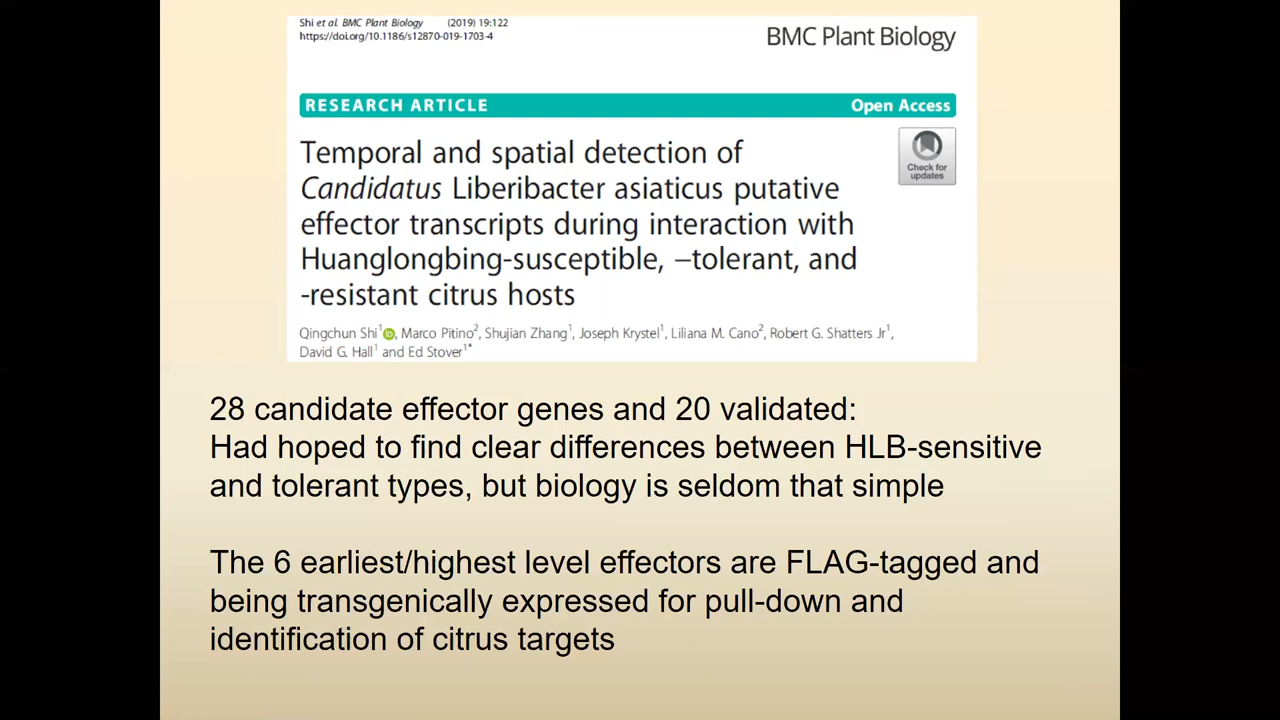 Shi et al. BMC Plant Biology (2019) 19:122
https://doi.org/10.1186/s12870-019-1703-4
BMC Plant Biology
RESEARCH ARTICLE Open Access
Check for
updates
Temporal and spatial detection of
Candidatus Liberibacter asiaticus putative
effector transcripts during interaction with
Huanglongbing-susceptible, –tolerant, and
-resistant citrus hosts
Qingchun Shi1, Marco Pitino2, Shujian Zhang1, Joseph Krystel1, Liliana M. Cano2, Robert G. Shatters Jr1,
David G. Hall1 and Ed Stover1*
28 candidate effector genes and 20 validated:
Had hoped to find clear differences between HLB-sensitive
and tolerant types, but biology is seldom that simple
The 6 earliest/highest level effectors are FLAG-tagged and
being transgenically expressed for pull-down and
identification of citrus targets